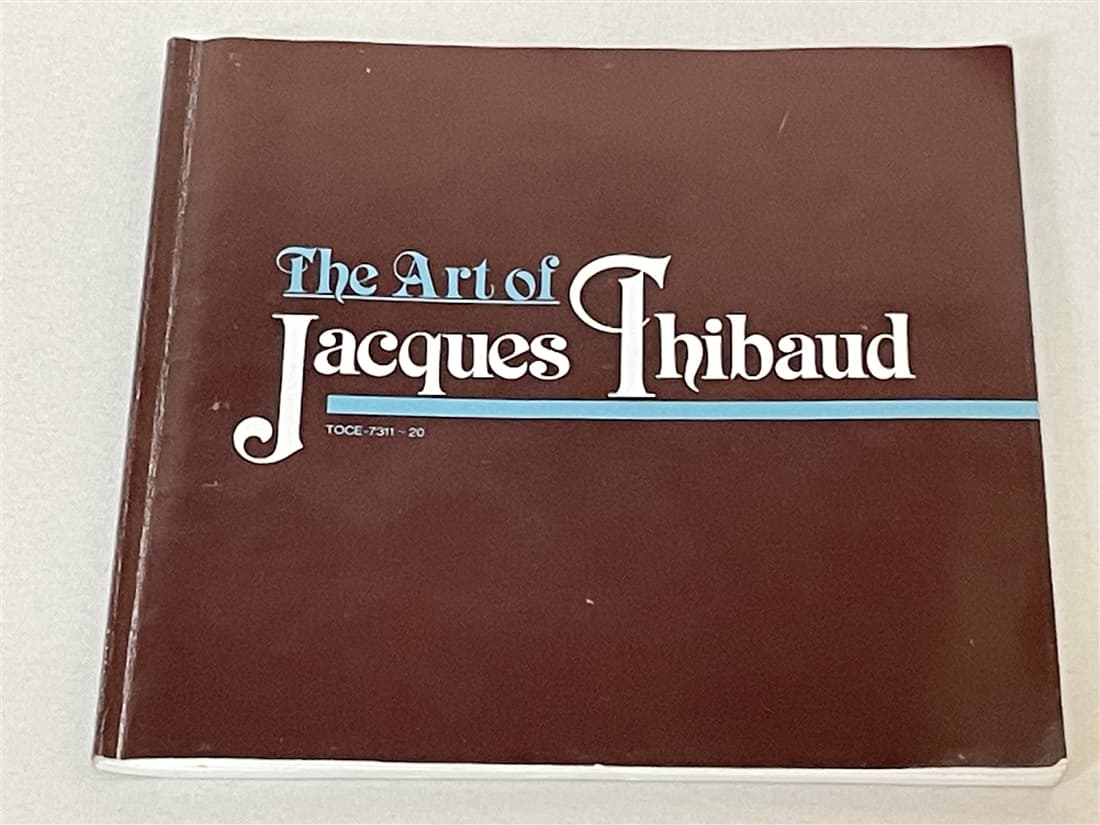 The Art of
Jacques Thibaud
TOCE-7311~20